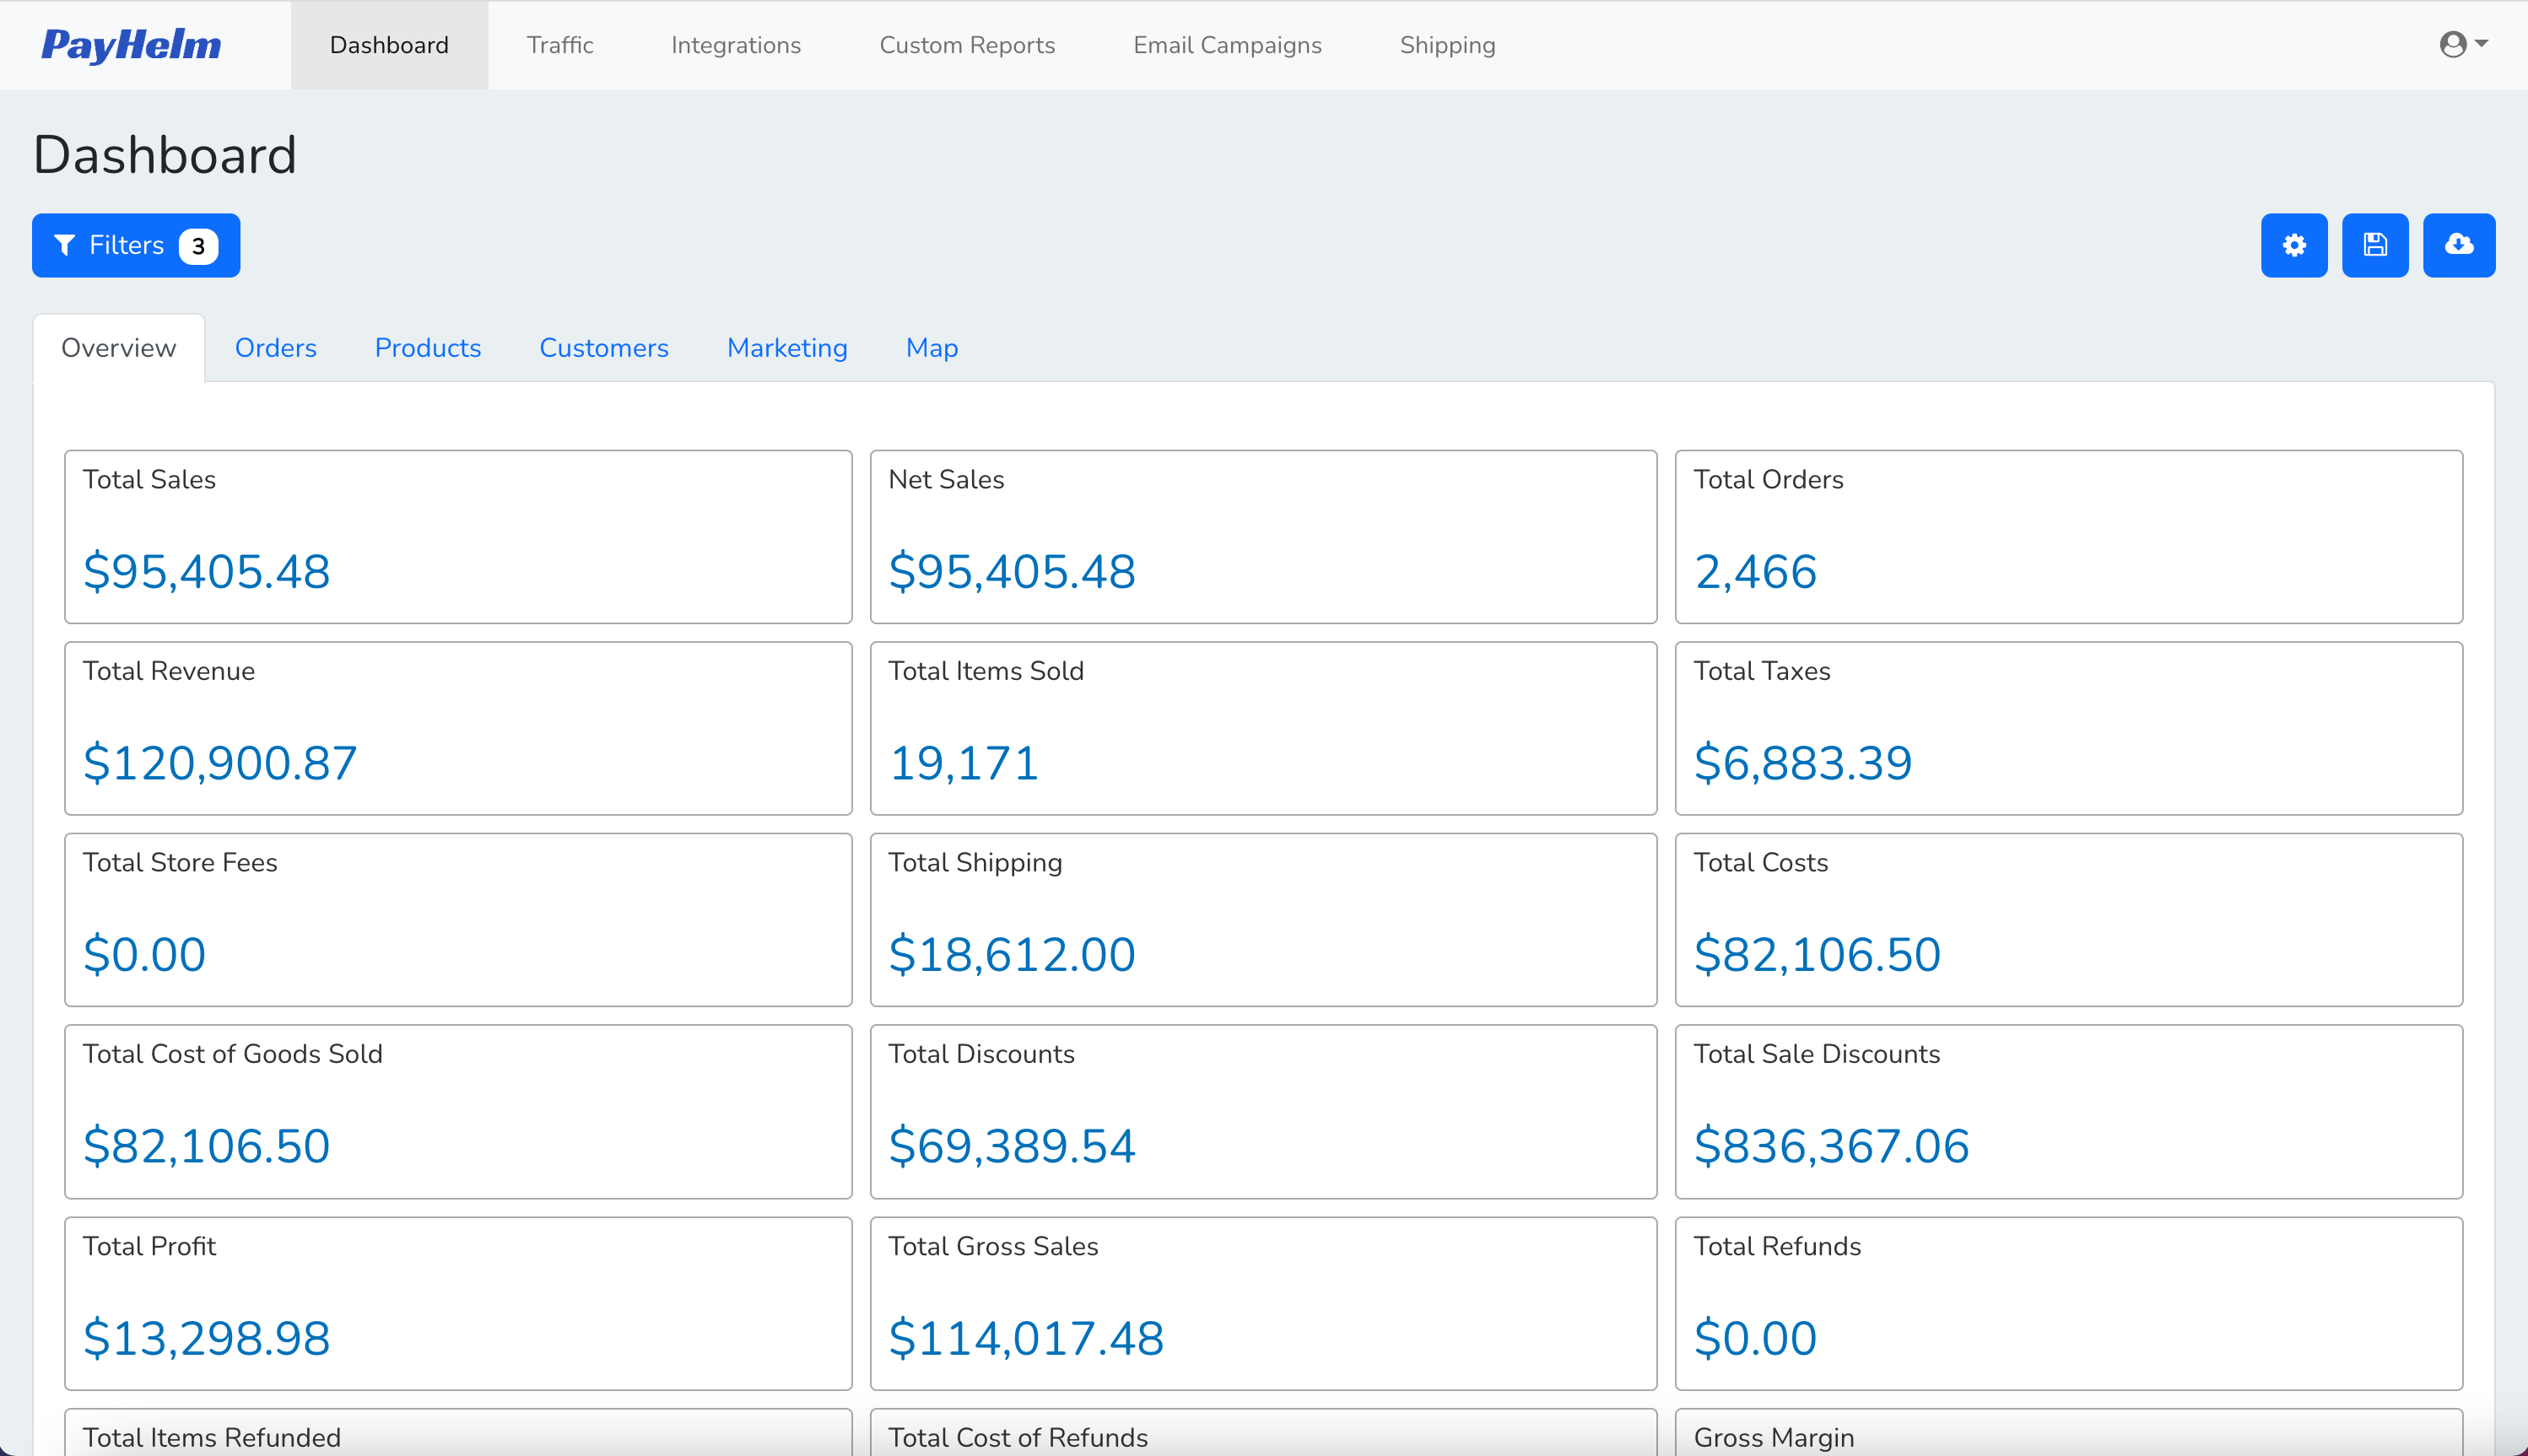 PayHelm Dashboard Traffic Integrations Custom Reports Email Campaigns Shipping
Dashboard
Filters 3
Overview Orders Products Customers Marketing Map
Total Sales
$95,405.48
Net Sales
$95,405.48
Total Orders
2,466
Total Revenue
$120,900.87
Total Items Sold
19,171
Total Taxes
$6,883.39
Total Store Fees
$0.00
Total Shipping
$18,612.00
Total Costs
$82,106.50
Total Cost of Goods Sold
$82,106.50
Total Discounts
$69,389.54
Total Sale Discounts
$836,367.06
Total Profit
$13,298.98
Total Gross Sales
$114,017.48
Total Refunds
$0.00
Total Items Refunded
Total Cost of Refunds
Gross Margin